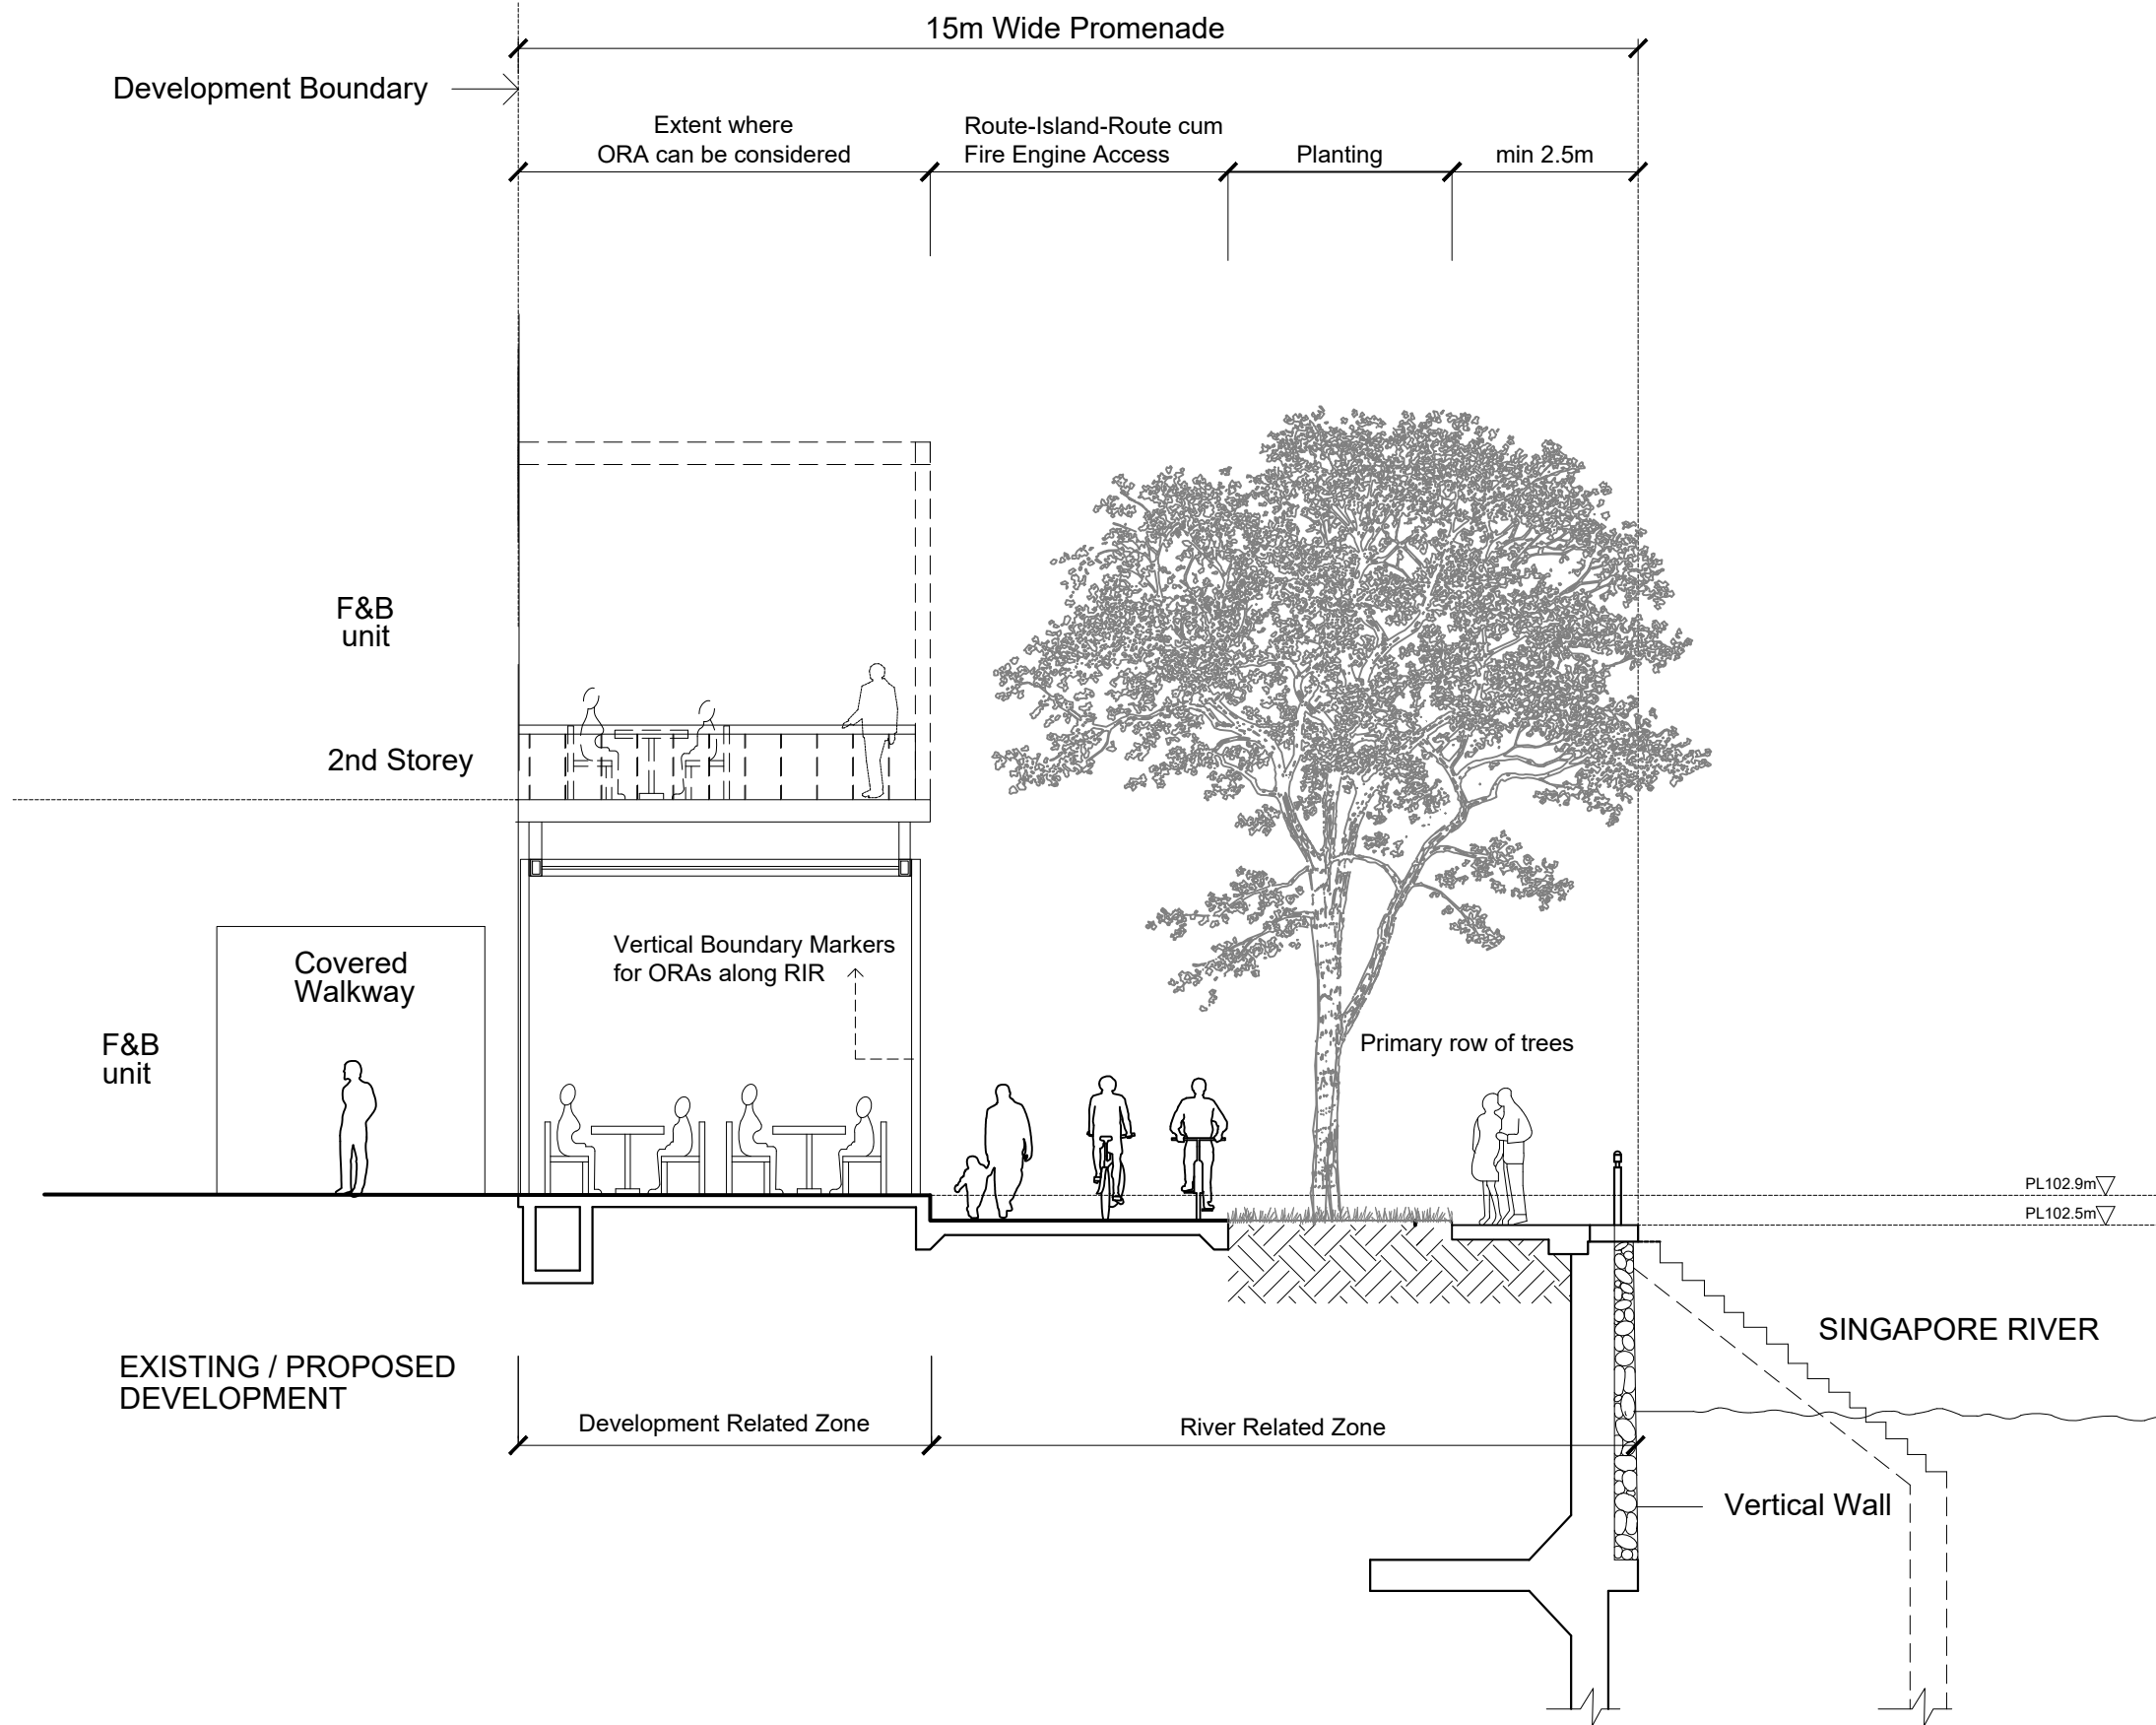 15m Wide Promenade
Development Boundary
Extent where
ORA can be considered
Route-Island-Route cum
Fire Engine Access
Planting
min 2.5m
F&B
unit
2nd Storey
Covered
Walkway
Vertical Boundary Markers
for ORAs along RIR
F&B
unit
Primary row of trees
PL102.9m
PL102.5m
SINGAPORE RIVER
EXISTING / PROPOSED
DEVELOPMENT
Development Related Zone
River Related Zone
Vertical Wall